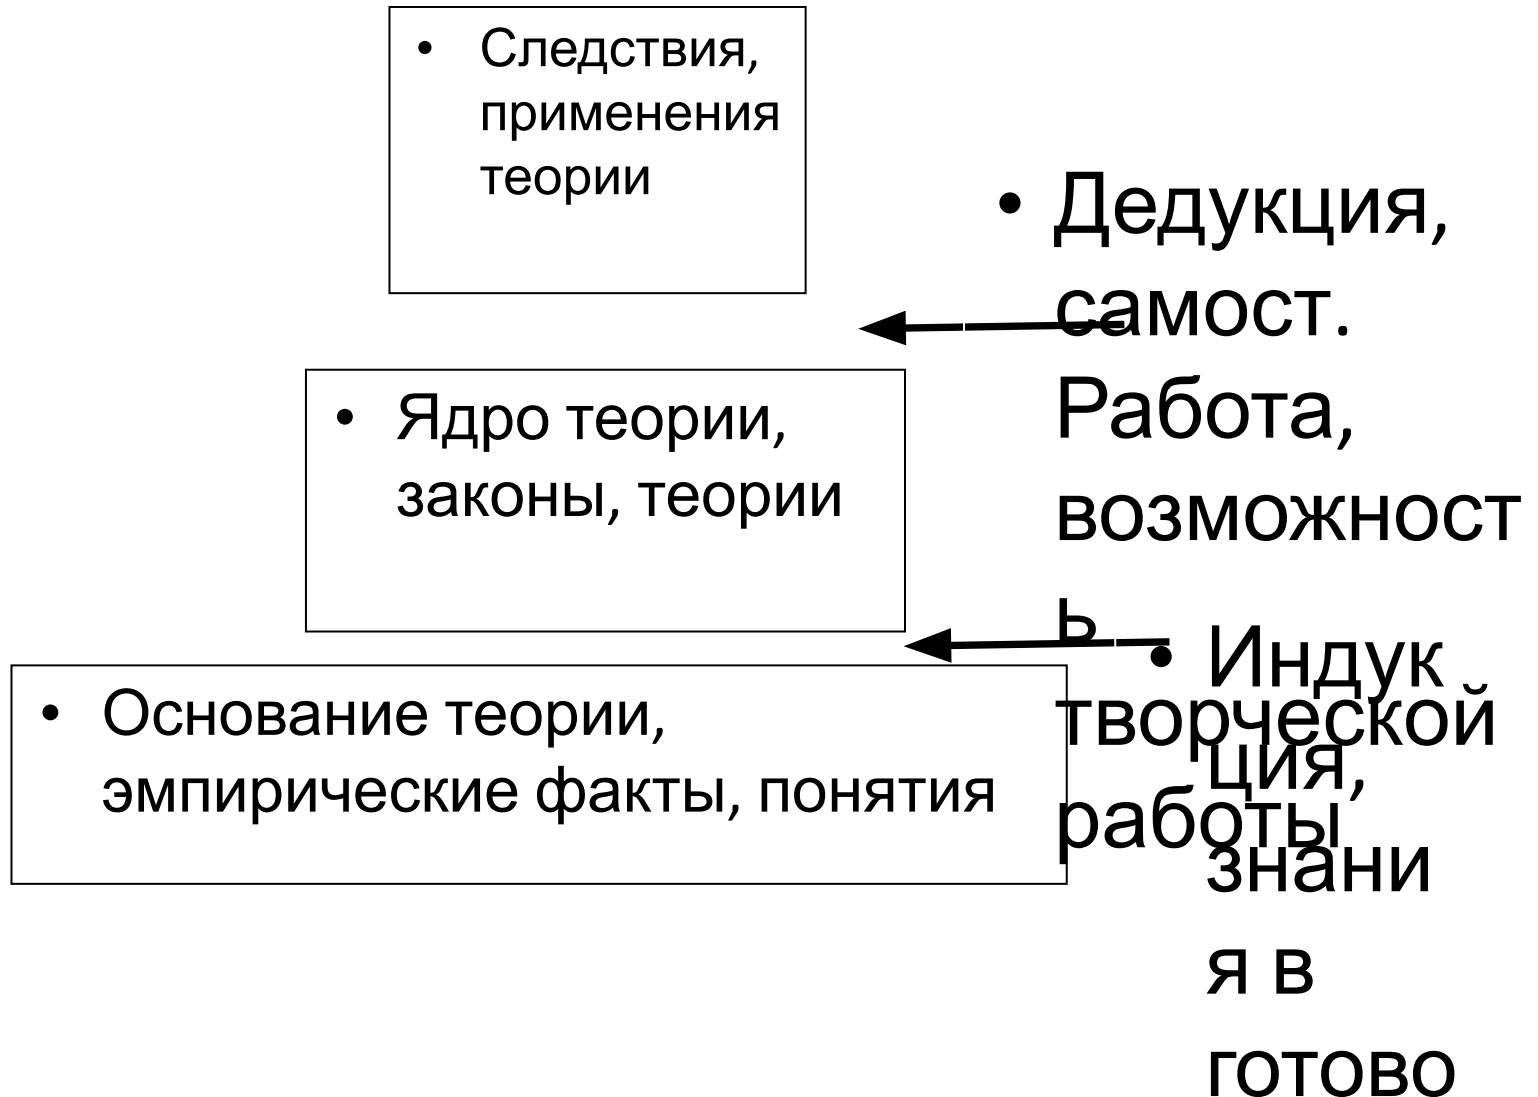 • Следствия,
применения
теории
• Дедукция,
самост.
Работа,
возможност
ь
творческой
работы
• Ядро теории,
законы, теории
• Основание теории,
эмпирические факты, понятия
• Индук
ция,
знани
я в
готово